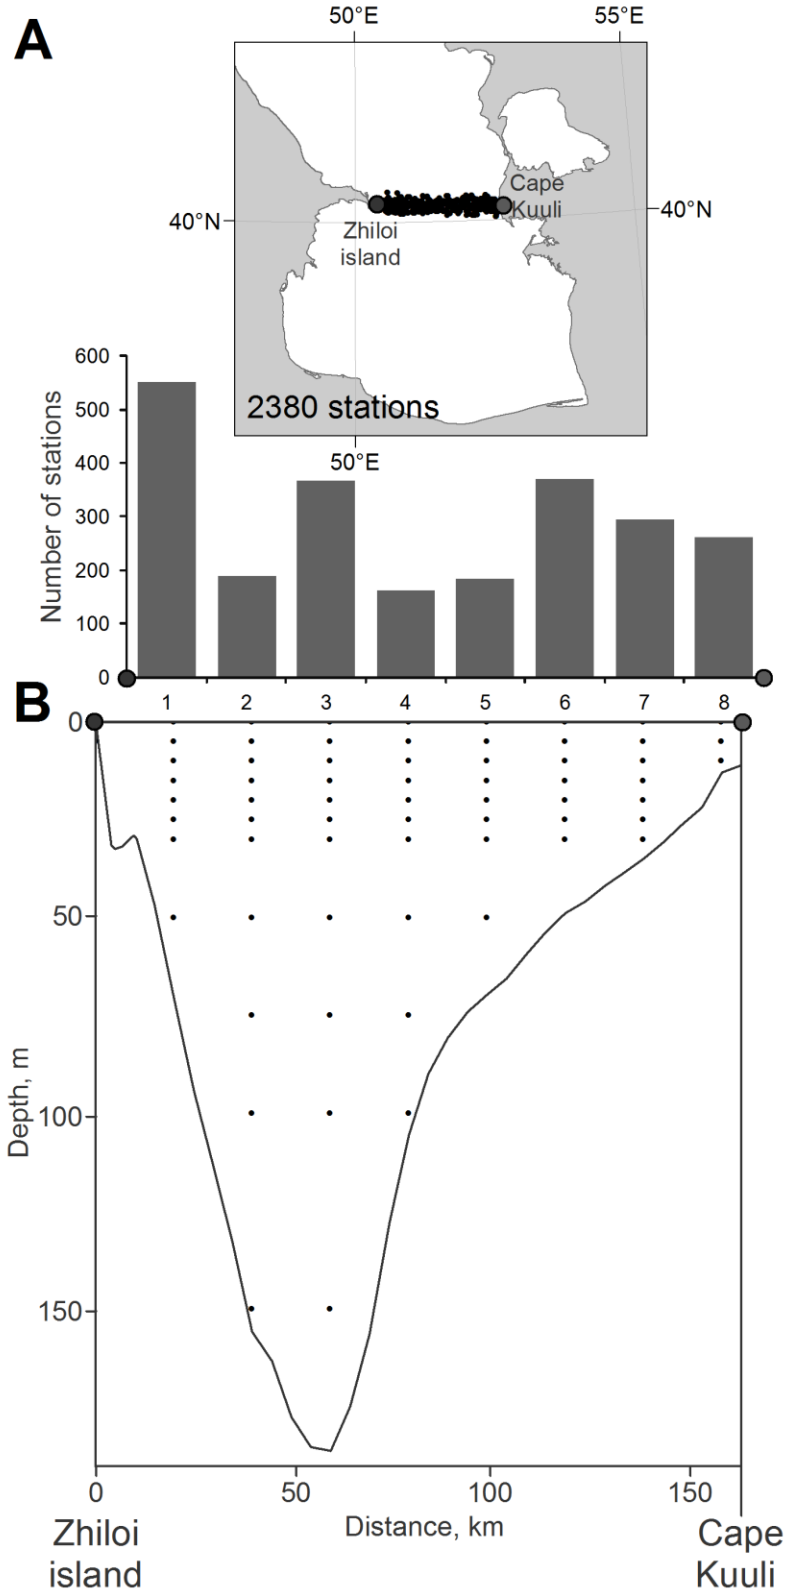 A
50°E
55°E
Cape
Kuuli
40°N
40°N
Zhiloi
island
2380 stations
50°E
Number of stations
600
500
400
300
200
100
0
1
2
3
4
5
6
7
8
B
0
50
100
150
Depth, m
0
50
100
150
Distance, km
Zhiloi
island
Cape
Kuuli